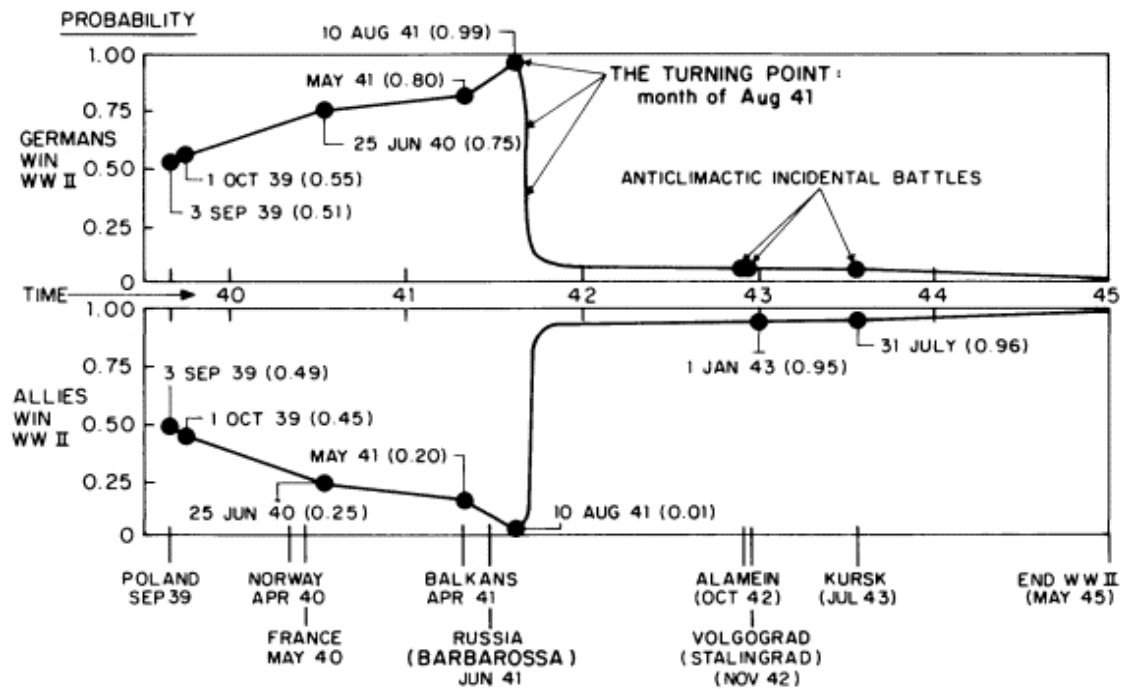 PROBABILITY
10 AUG 41 (0.99)
1.00
MAY 41 (0.80)
THE TURNING POINT:
month of Aug 41
0.75
GERMANS
WIN
WW II
25 JUN 40 (0.75)
0.50
1 OCT 39 (0.55)
ANTICLIMACTIC INCIDENTAL BATTLES
3 SEP 39 (0.51)
0.25
0
TIME
40
41
42
43
44
45
1.00
0.75
3 SEP 39 (0.49)
31 JULY (0.96)
1 JAN 43 (0.95)
ALLIES
WIN
WW II
0.50
1 OCT 39 (0.45)
MAY 41 (0.20)
0.25
25 JUN 40 (0.25)
10 AUG 41 (0.01)
0
POLAND
SEP 39
NORWAY
APR 40
BALKANS
APR 41
ALAMEIN
(OCT 42)
KURSK
(JUL 43)
END WW II
(MAY 45)
FRANCE
MAY 40
RUSSIA
(BARBAROSSA)
JUN 41
VOLGOGRAD
(STALINGRAD)
(NOV 42)